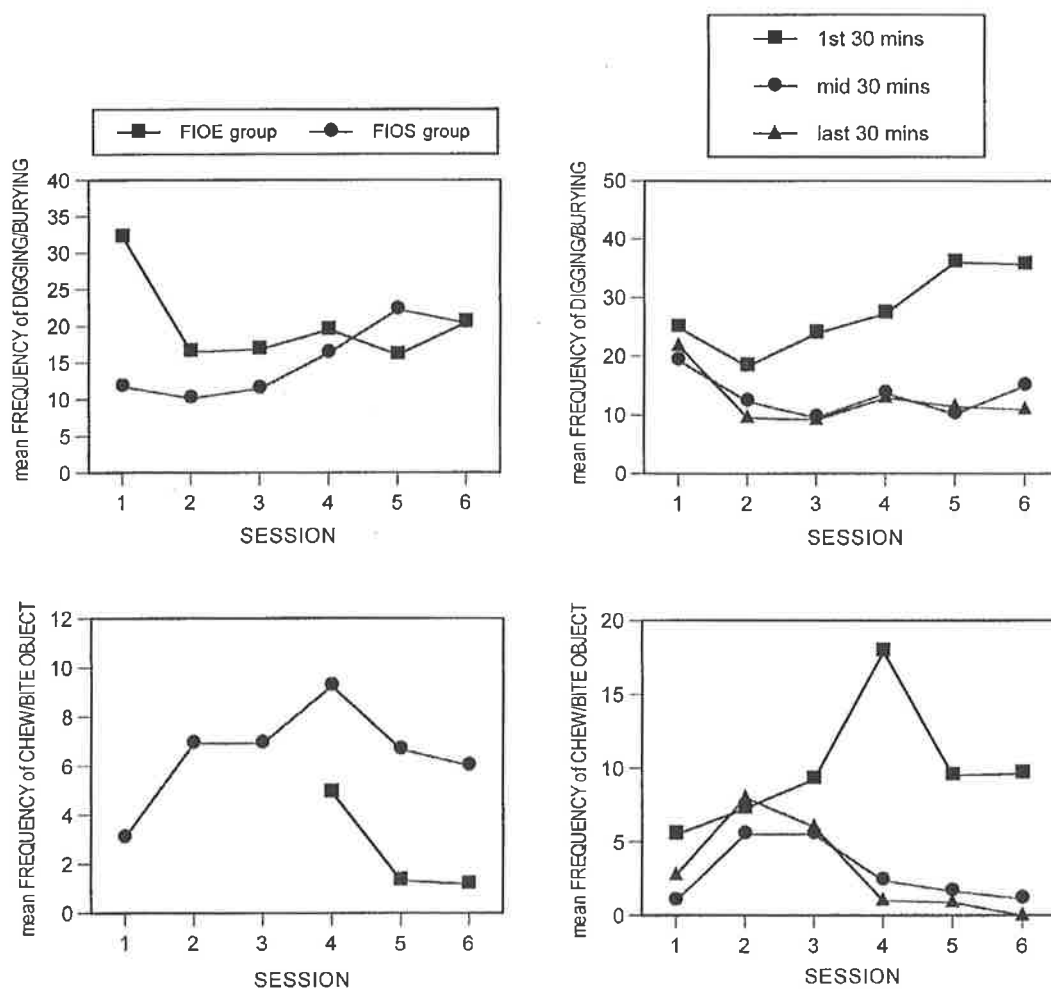 1st 30 mins
mid 30 mins
last 30 mins
FIOE group FIOS group
mean FREQUENCY of DIGGING/BURYING
40
35
30
25
20
15
10
5
0
1 2 3 4 5 6
SESSION
mean FREQUENCY of DIGGING/BURYING
50
40
30
20
10
0
1 2 3 4 5 6
SESSION
mean FREQUENCY of CHEW/BITE OBJECT
12
10
8
6
4
2
0
1 2 3 4 5 6
SESSION
mean FREQUENCY of CHEW/BITE OBJECT
20
15
10
5
0
1 2 3 4 5 6
SESSION